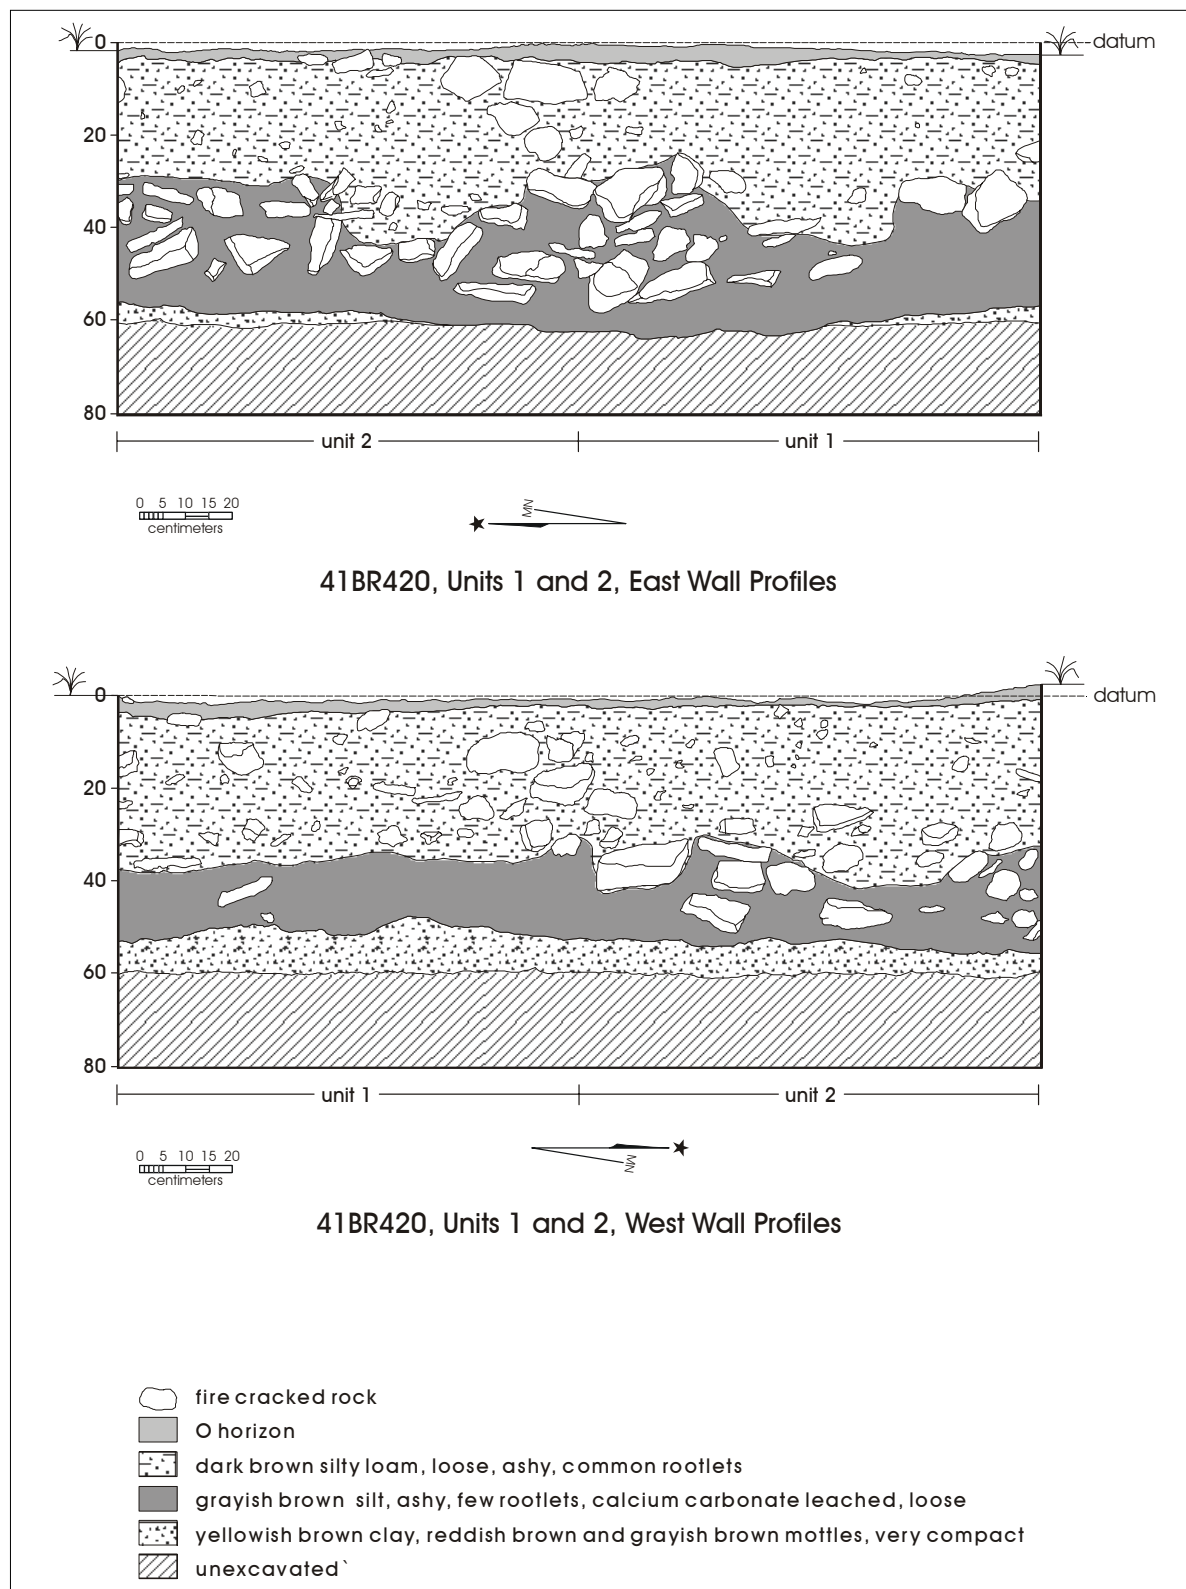 0
datum
20
40
60
80
unit 2 unit 1
0 5 10 15 20
centimeters
MN
41BR420, Units 1 and 2, East Wall Profiles
0
datum
20
40
60
80
unit 1 unit 2
0 5 10 15 20
centimeters
MN
41BR420, Units 1 and 2, West Wall Profiles
fire cracked rock
O horizon
dark brown silty loam, loose, ashy, common rootlets
grayish brown silt, ashy, few rootlets, calcium carbonate leached, loose
yellowish brown clay, reddish brown and grayish brown mottles, very compact
unexcavated`